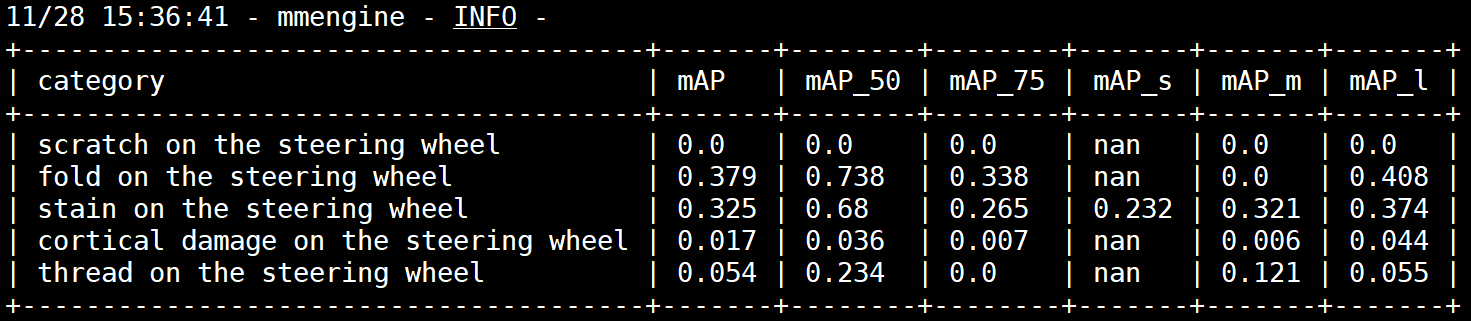 11/28 15:36:41 - mmengine - INFO -
+---------------------------------------+-------+--------+--------+-------+-------+-------+
| category                              | mAP   | mAP_50 | mAP_75 | mAP_s | mAP_m | mAP_l |
+---------------------------------------+-------+--------+--------+-------+-------+-------+
| scratch on the steering wheel         | 0.0   | 0.0    | 0.0    | nan   | 0.0   | 0.0   |
| fold on the steering wheel            | 0.379 | 0.738  | 0.338  | nan   | 0.0   | 0.408 |
| stain on the steering wheel           | 0.325 | 0.68   | 0.265  | 0.232 | 0.321 | 0.374 |
| cortical damage on the steering wheel | 0.017 | 0.036  | 0.007  | nan   | 0.006 | 0.044 |
| thread on the steering wheel          | 0.054 | 0.234  | 0.0    | nan   | 0.121 | 0.055 |
+---------------------------------------+-------+--------+--------+-------+-------+-------+